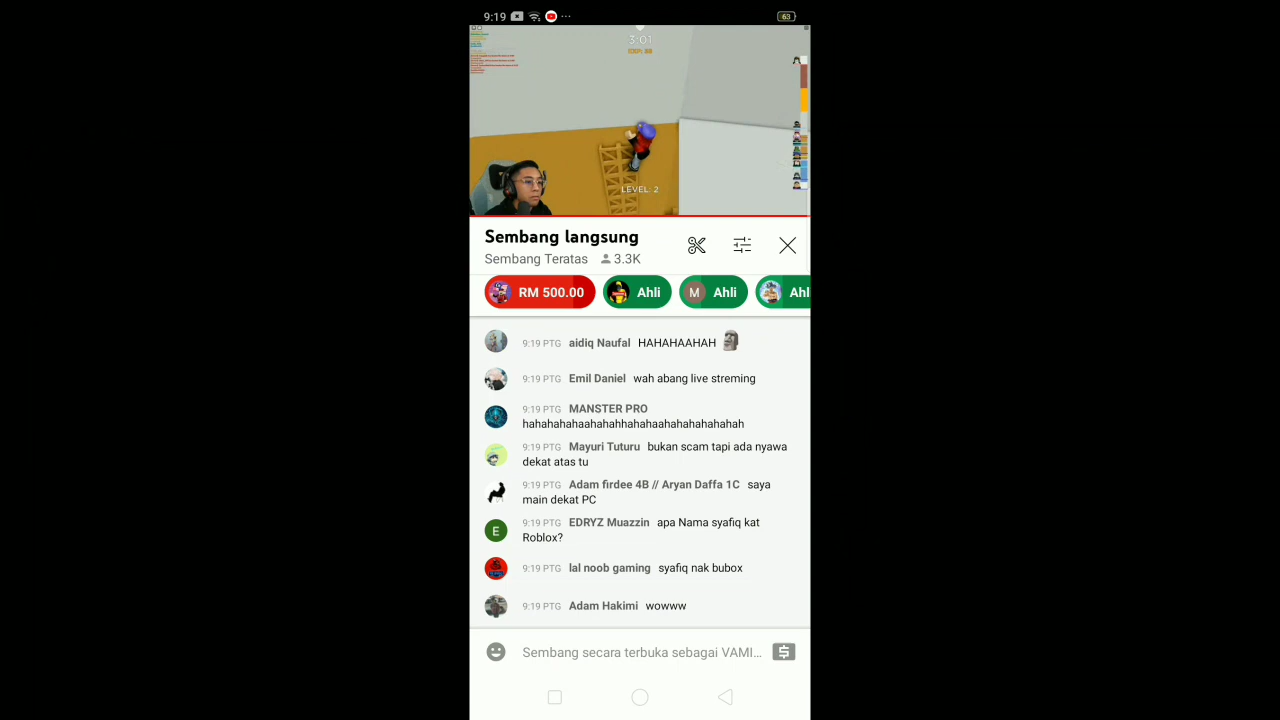 9:19
63
3:01
LEVEL: 2
Sembang langsung
Sembang Teratas 3.3K
RM 500.00 Ahli M Ahli Ahl
9:19 PTG aidiq Naufal HAHAHAAHAH
9:19 PTG Emil Daniel wah abang live streming
9:19 PTG MANSTER PRO
hahahahahaahahahhahahaahahahahahahah
9:19 PTG Mayuri Tuturu bukan scam tapi ada nyawa
dekat atas tu
9:19 PTG Adam firdee 4B // Aryan Daffa 1C saya
main dekat PC
E 9:19 PTG EDRYZ Muazzin apa Nama syafiq kat
Roblox?
9:19 PTG lal noob gaming syafiq nak bubox
9:19 PTG Adam Hakimi wowww
Sembang secara terbuka sebagai VAMI...